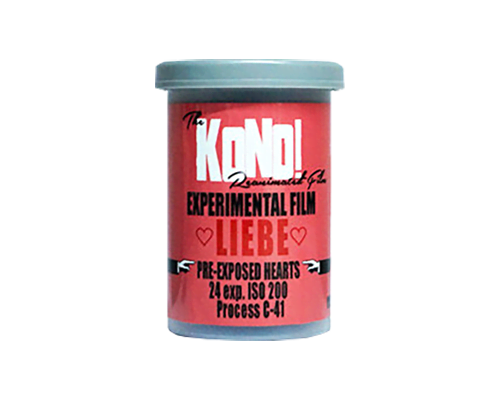 The
KONO!
Reanimated Film
EXPERIMENTAL FILM
♡ LIEBE ♡
PRE-EXPOSED HEARTS
24 exp. ISO 200
Process C-41